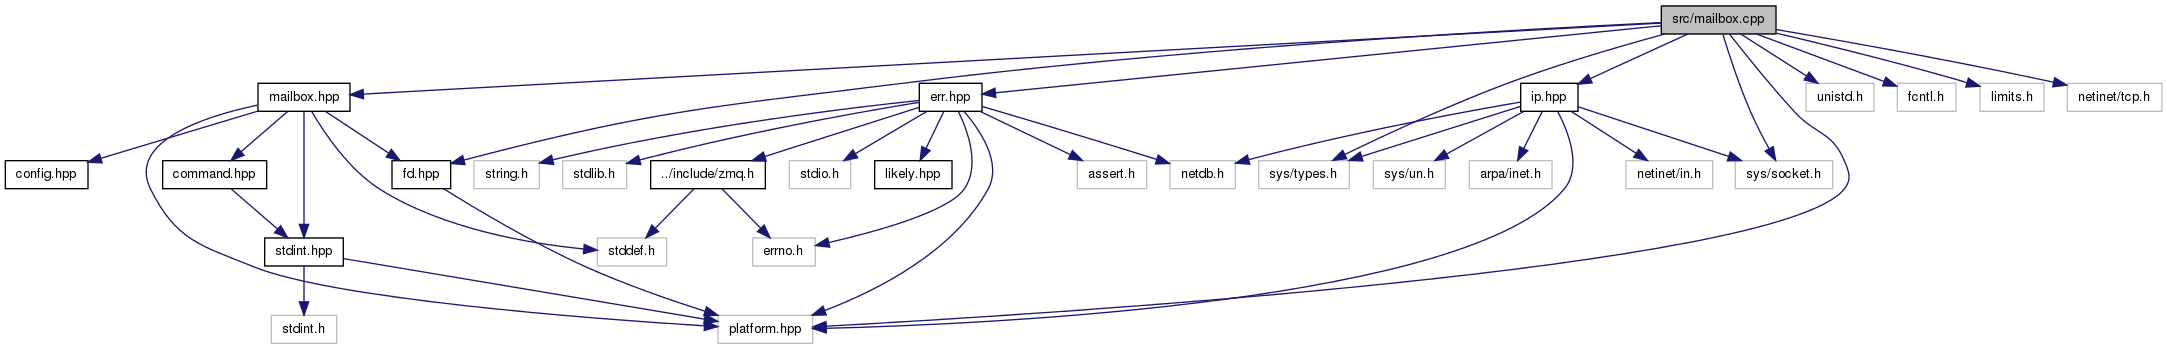 src/mailbox.cpp
mailbox.hpp
err.hpp
ip.hpp
unistd.h
fcntl.h
limits.h
netinet/tcp.h
config.hpp
command.hpp
fd.hpp
string.h
stdlib.h
../include/zmq.h
stdio.h
likely.hpp
assert.h
netdb.h
sys/types.h
sys/un.h
arpa/inet.h
netinet/in.h
sys/socket.h
stdint.hpp
stddef.h
errno.h
stdint.h
platform.hpp